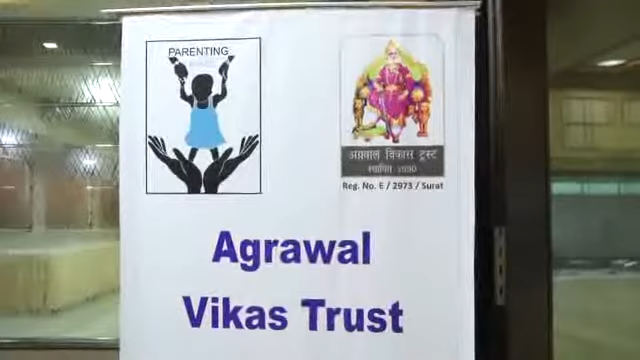 PARENTING
अग्रवाल विकास ट्रस्ट
Reg. No. E / 2973 / Surat
Agrawal
Vikas Trust